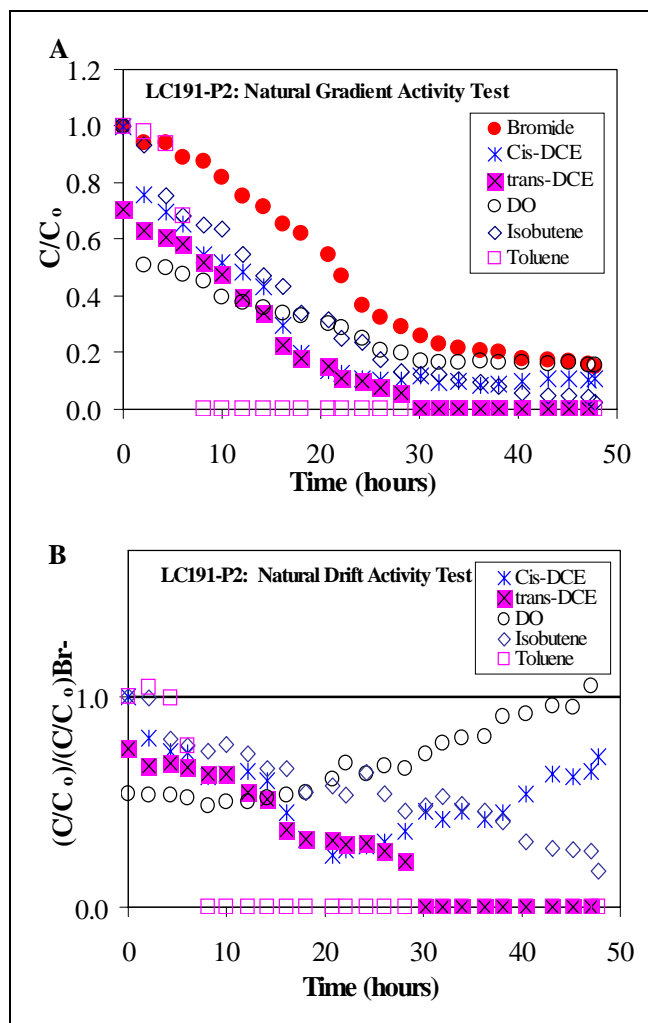 A
LC191-P2: Natural Gradient Activity Test
1.2
1.0
0.8
0.6
0.4
0.2
0.0
C/Co
Bromide
Cis-DCE
trans-DCE
DO
Isobutene
Toluene
0 10 20 30 40 50
Time (hours)
B
LC191-P2: Natural Drift Activity Test
Cis-DCE
trans-DCE
DO
Isobutene
Toluene
1.0
0.0
(C/Co)/(C/Co)Br-
0 10 20 30 40 50
Time (hours)